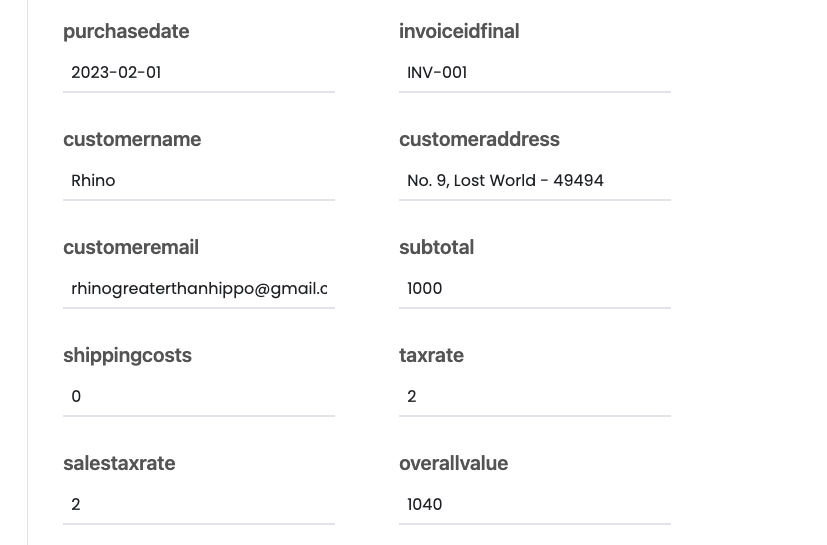 purchasedate
2023-02-01
invoiceidfinal
INV-001
customername
Rhino
customeraddress
No. 9, Lost World - 49494
customeremail
rhinogreaterthanhippo@gmail.c
subtotal
1000
shippingcosts
0
taxrate
2
salestaxrate
2
overallvalue
1040